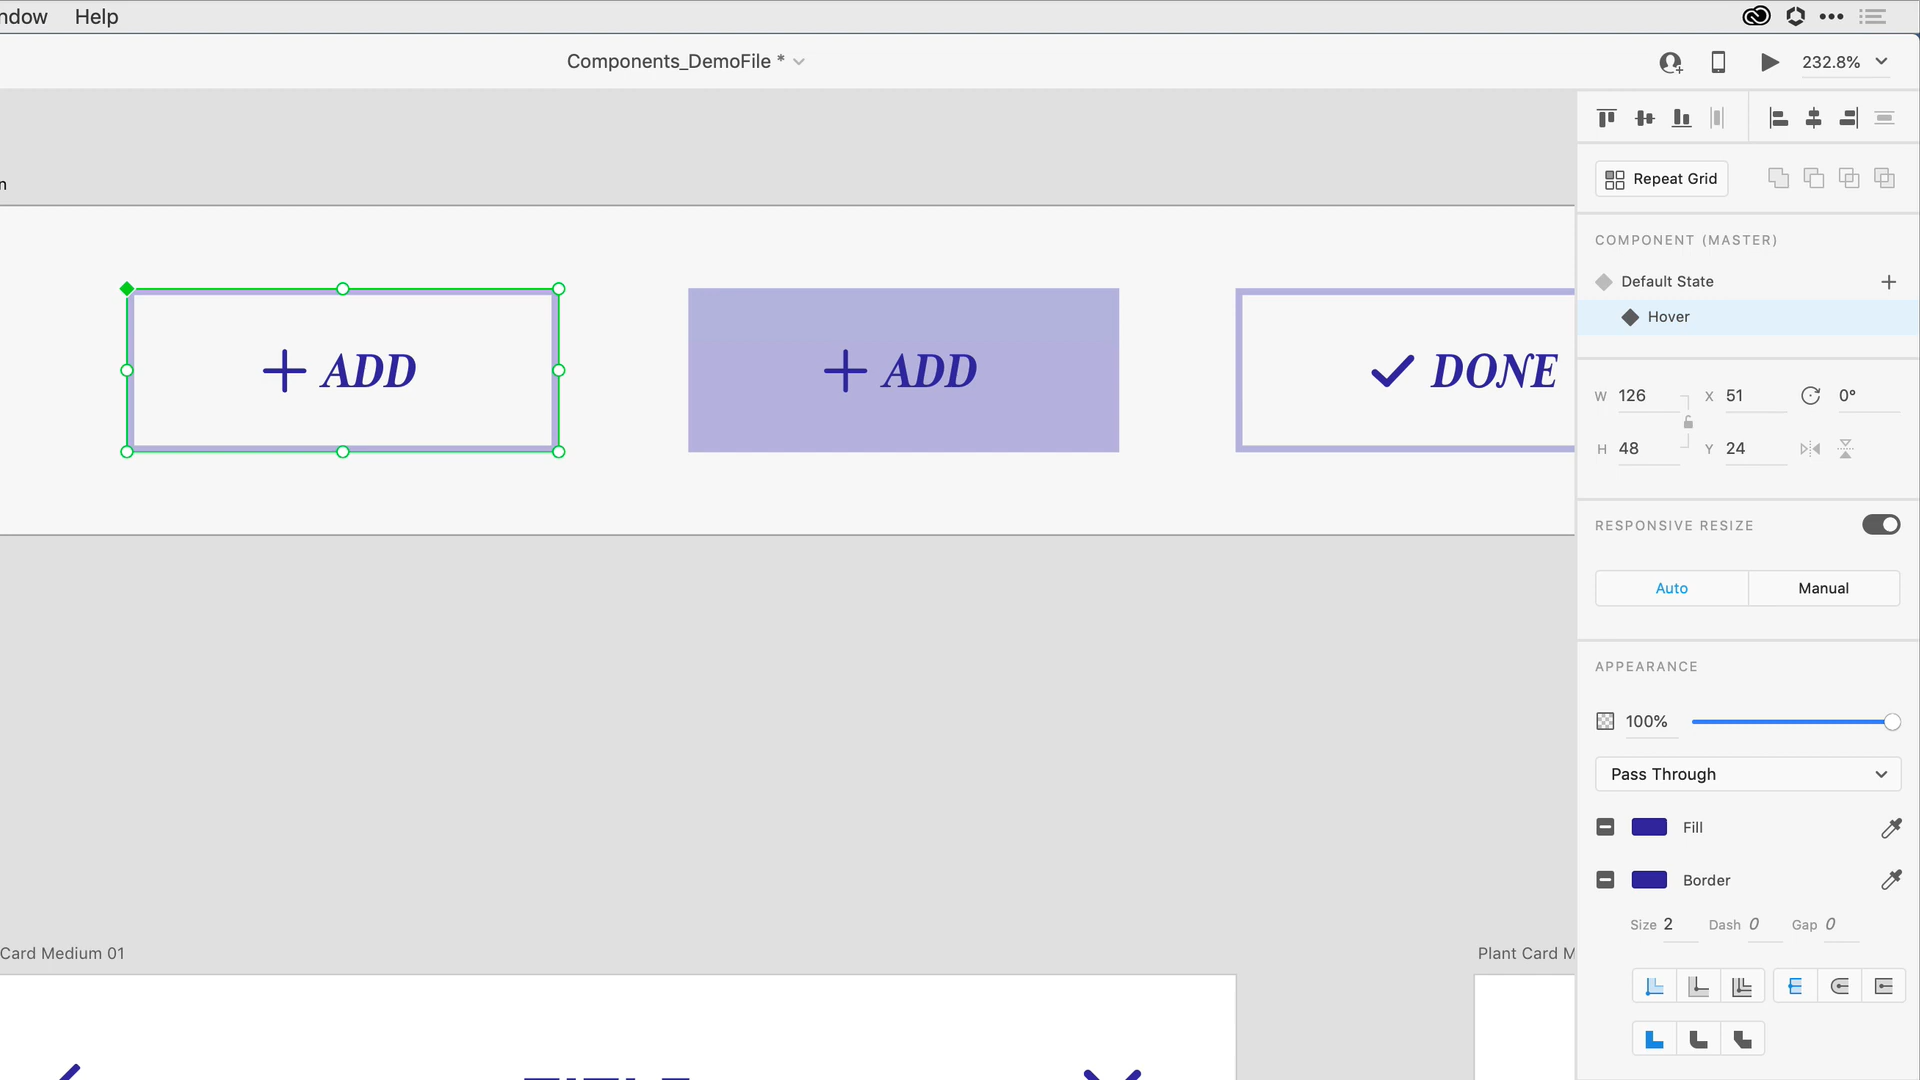 ndow Help
Components_DemoFile *
232.8%
n
Repeat Grid
COMPONENT (MASTER)
Default State
Hover
ADD
ADD
DONE
W 126 X 51 0°
H 48 Y 24
RESPONSIVE RESIZE
Auto Manual
APPEARANCE
100%
Pass Through
Fill
Border
Size 2 Dash 0 Gap 0
Card Medium 01
Plant Card M